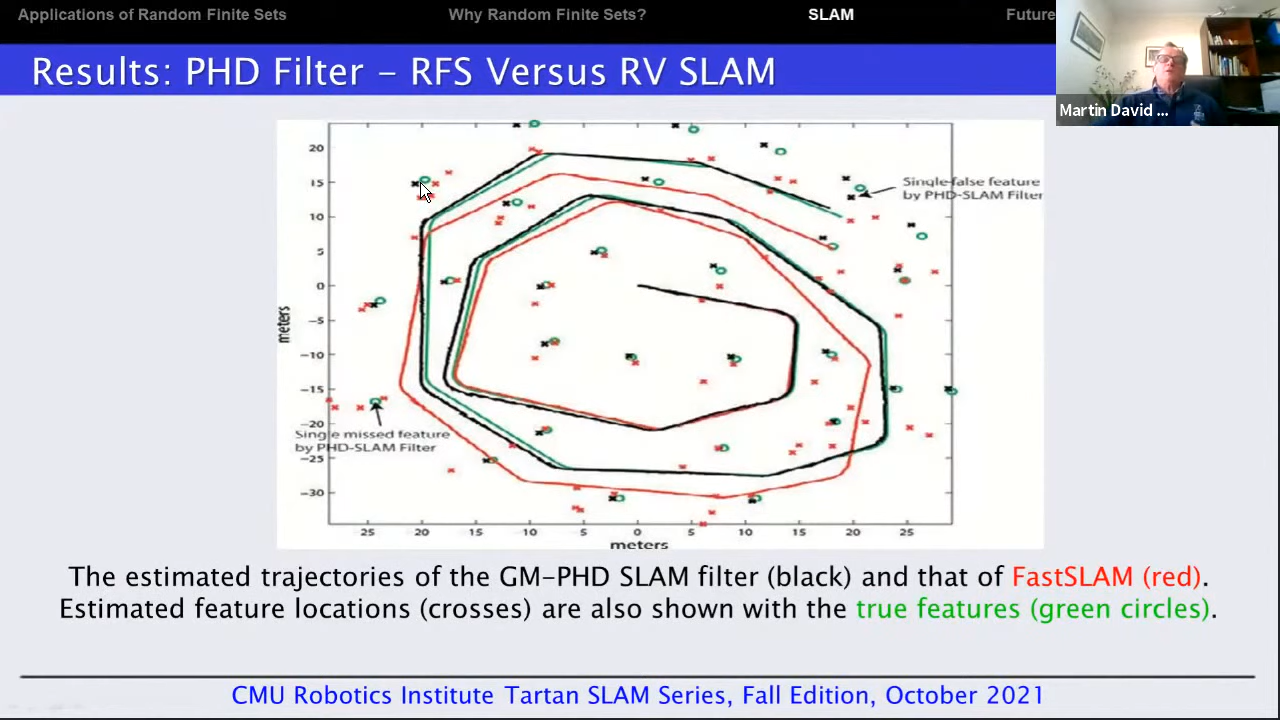 Applications of Random Finite Sets
Why Random Finite Sets?
SLAM
Future
Results: PHD Filter – RFS Versus RV SLAM
Martin David ...
20
15
10
5
0
−5
−10
−15
−20
−25
−30
meters
Single false feature
by PHD-SLAM Filter
Single missed feature
by PHD-SLAM Filter
25 20 15 10 5 0 5 10 15 20 25
meters
The estimated trajectories of the GM-PHD SLAM filter (black) and that of FastSLAM (red).
Estimated feature locations (crosses) are also shown with the true features (green circles).
CMU Robotics Institute Tartan SLAM Series, Fall Edition, October 2021